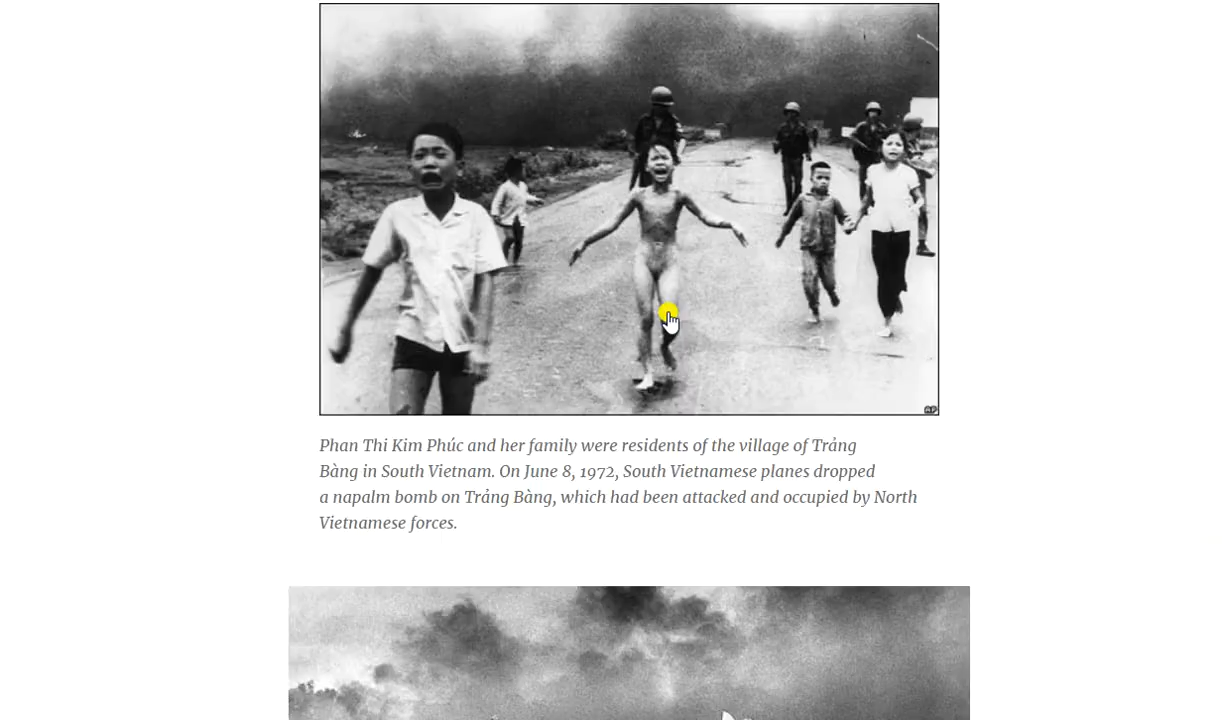 AP
Phan Thi Kim Phúc and her family were residents of the village of Trảng
Bàng in South Vietnam. On June 8, 1972, South Vietnamese planes dropped
a napalm bomb on Trảng Bàng, which had been attacked and occupied by North
Vietnamese forces.